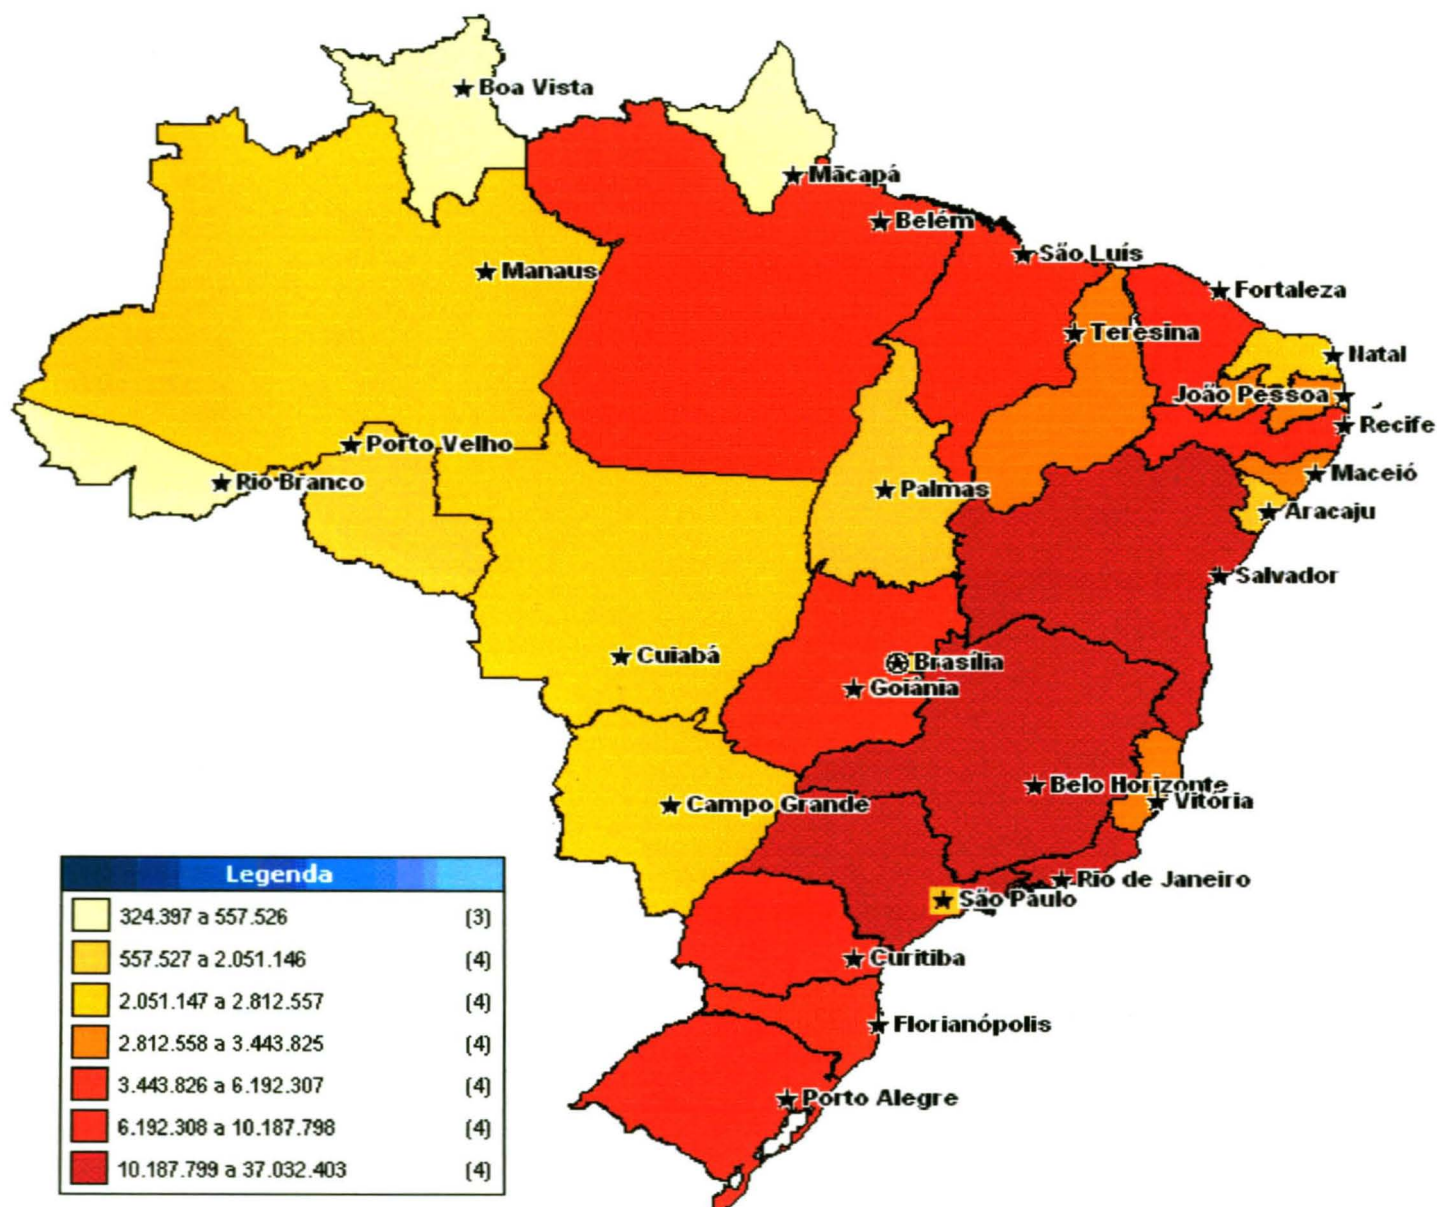 Boa Vista
Macapá
Belém
São Luís
Manaus
Fortaleza
Teresina
Natal
João Pessoa
Recife
Porto Velho
Maceió
Rio Branco
Palmas
Aracaju
Salvador
Cuiabá
Brasília
Goiânia
Belo Horizonte
Vitória
Campo Grande
Rio de Janeiro
São Paulo
Curitiba
Florianópolis
Porto Alegre
Legenda
324.397 a 557.526 (3)
557.527 a 2.051.146 (4)
2.051.147 a 2.812.557 (4)
2.812.558 a 3.443.825 (4)
3.443.826 a 6.192.307 (4)
6.192.308 a 10.187.798 (4)
10.187.799 a 37.032.403 (4)